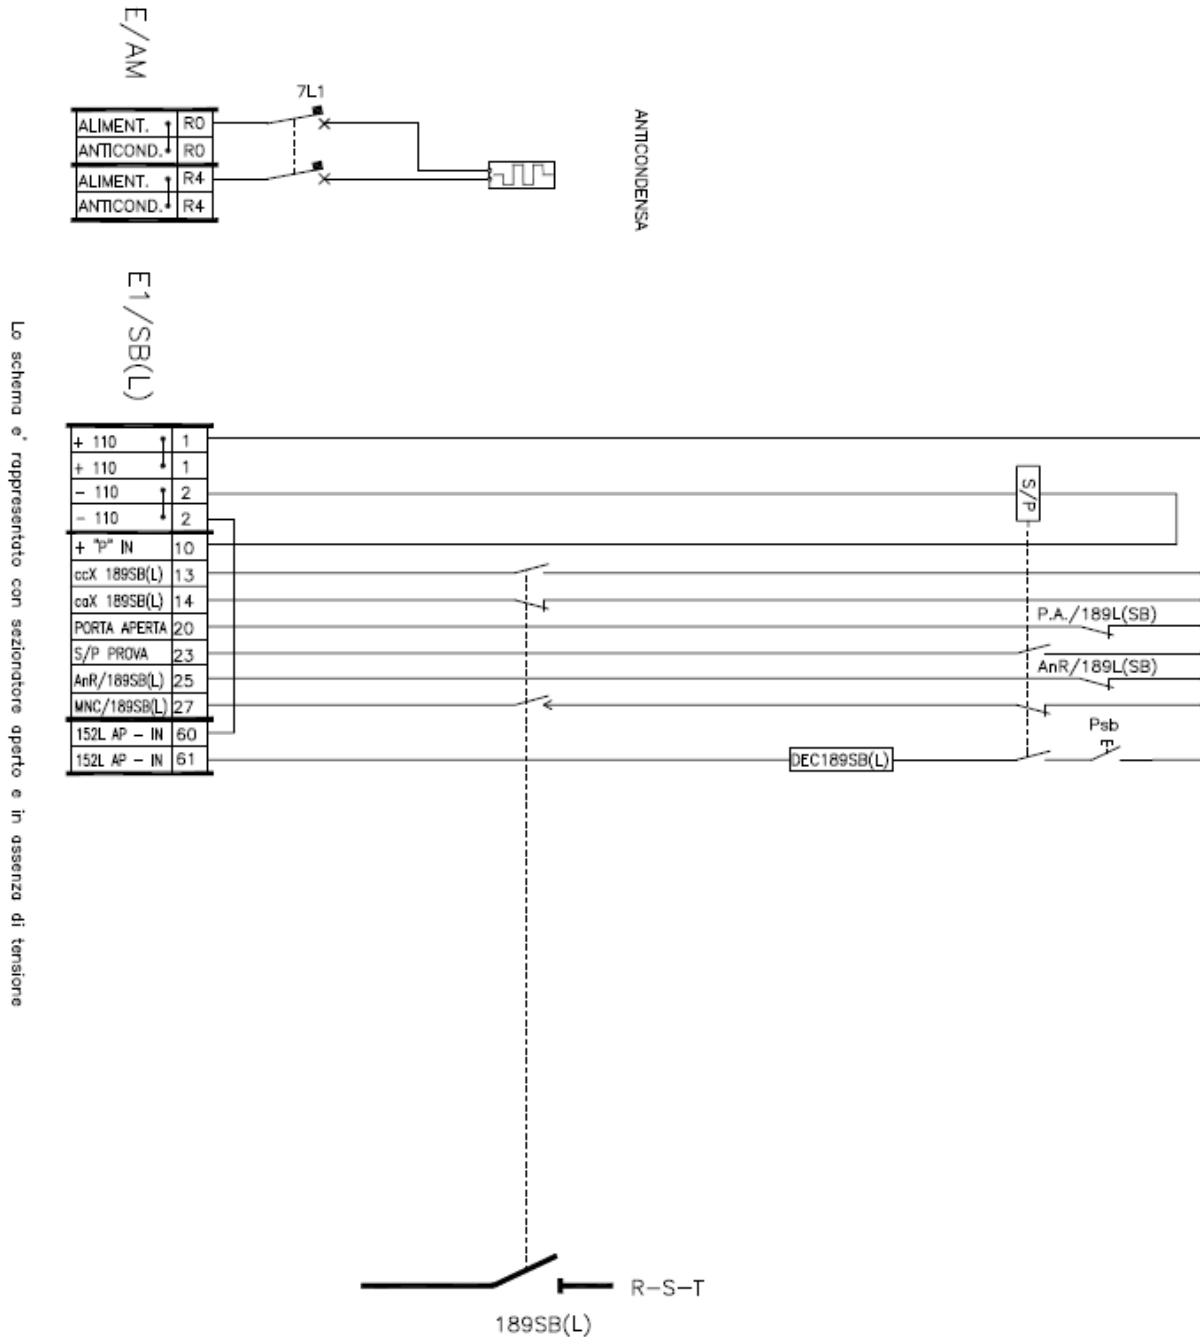 E/AM
7L1
ALIMENT. R0
ANTICOND. R0
ALIMENT. R4
ANTICOND. R4
ANTICONDENSA
E1/SB(L)
+ 110 1
+ 110 1
- 110 2
- 110 2
+ "P" IN 10
ccX 189SB(L) 13
caX 189SB(L) 14
PORTA APERTA 20
S/P PROVA 23
AnR/189SB(L) 25
MNC/189SB(L) 27
152L AP - IN 60
152L AP - IN 61
S/P
P.A./189L(SB)
AnR/189L(SB)
Psb
DEC189SB(L)
Lo schema e' rappresentato con sezionatore aperto e in assenza di tensione
R-S-T
189SB(L)